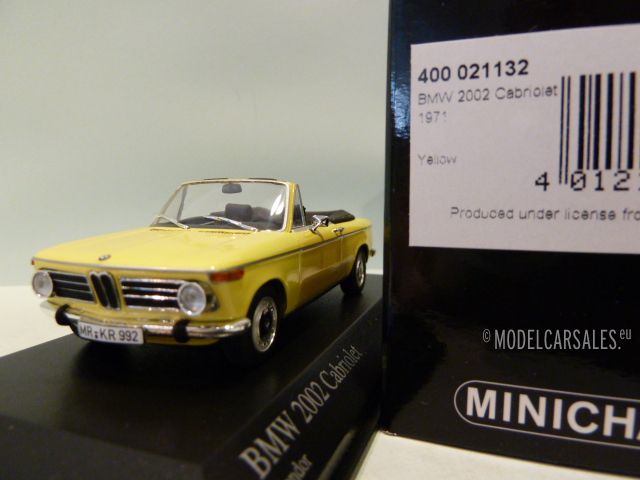 400 021132
BMW 2002 Cabriolet
1971
Yellow
4 012
Produced under license fro
© MODELCARSALES.eu
MINICHA
MR KR 992
BMW 2002 Cabriolet